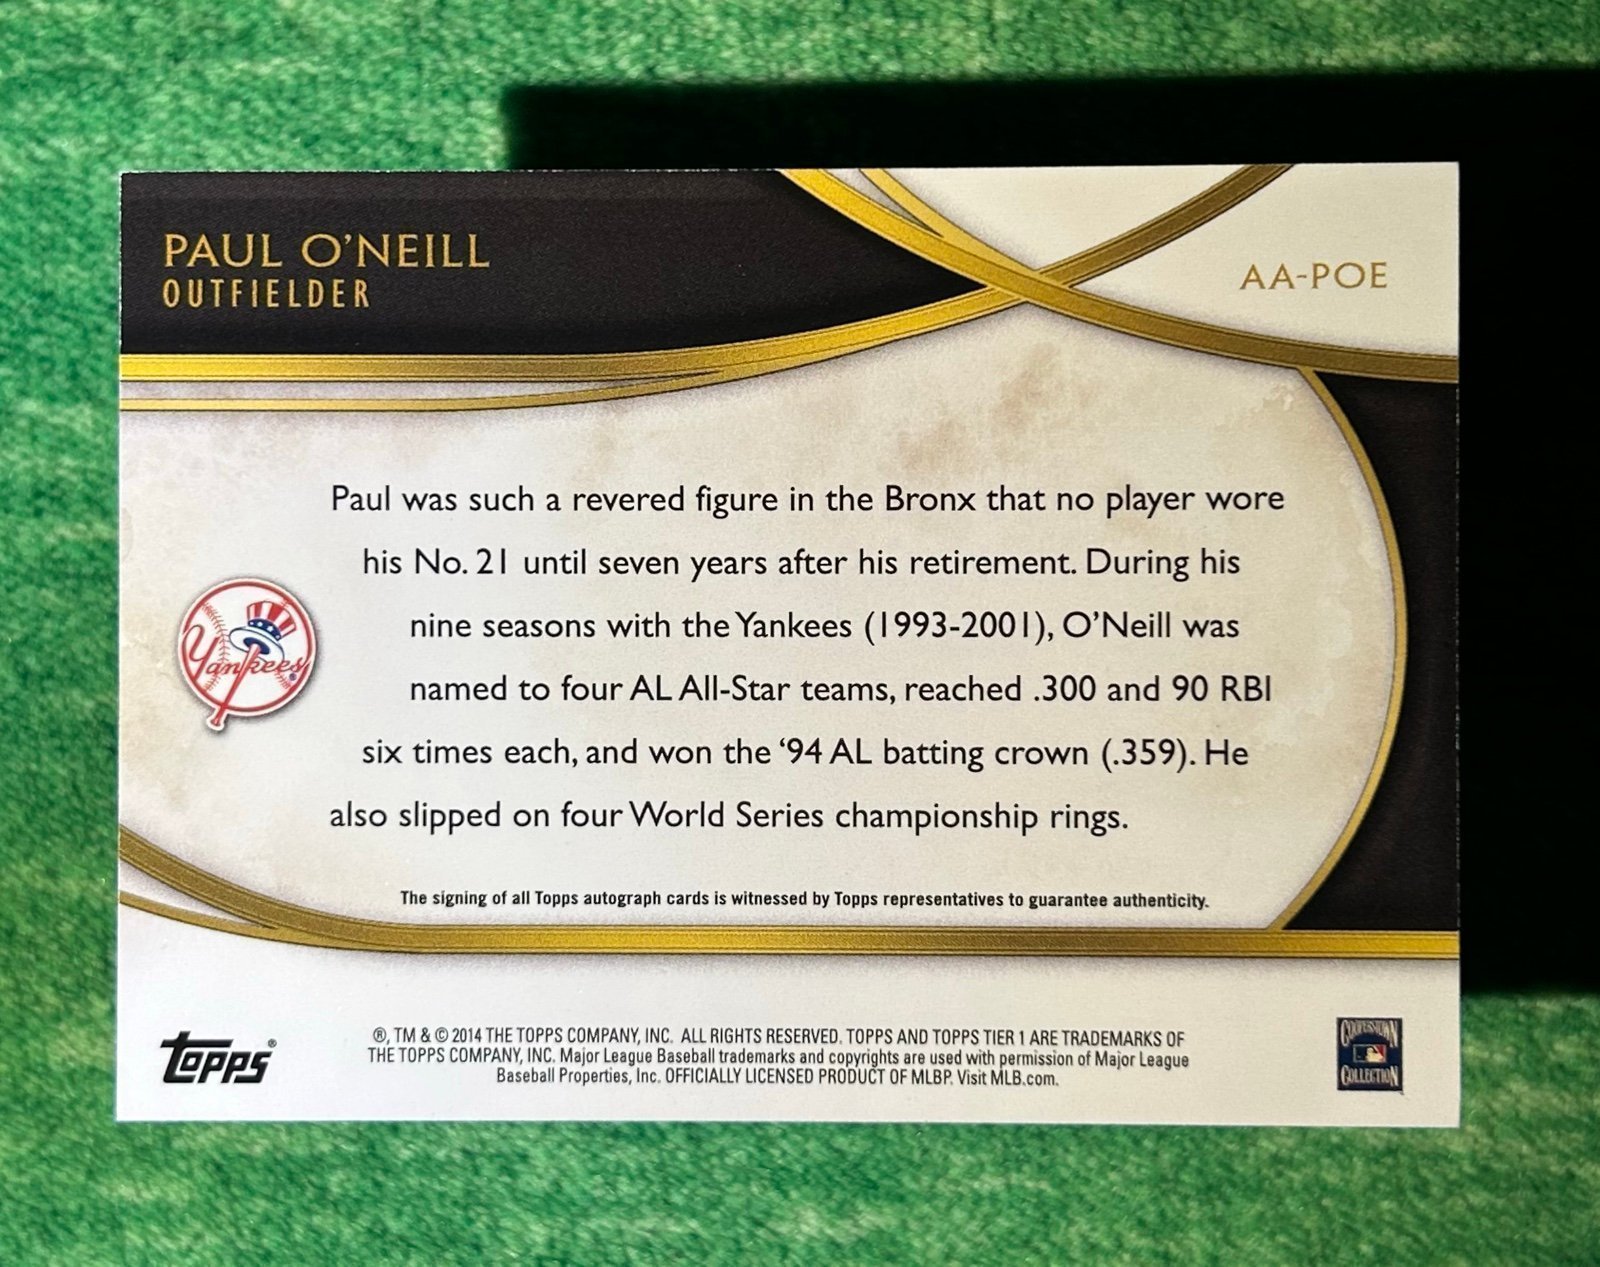 PAUL O'NEILL
OUTFIELDER
AA-POE
Paul was such a revered figure in the Bronx that no player wore
his No. 21 until seven years after his retirement. During his
nine seasons with the Yankees (1993-2001), O'Neill was
named to four AL All-Star teams, reached .300 and 90 RBI
six times each, and won the '94 AL batting crown (.359). He
also slipped on four World Series championship rings.
Yankees®
The signing of all Topps autograph cards is witnessed by Topps representatives to guarantee authenticity.
topps®
®, TM & © 2014 THE TOPPS COMPANY, INC. ALL RIGHTS RESERVED. TOPPS AND TOPPS TIER 1 ARE TRADEMARKS OF
THE TOPPS COMPANY, INC. Major League Baseball trademarks and copyrights are used with permission of Major League
Baseball Properties, Inc. OFFICIALLY LICENSED PRODUCT OF MLBP. Visit MLB.com.
COOPERSTOWN
COLLECTION